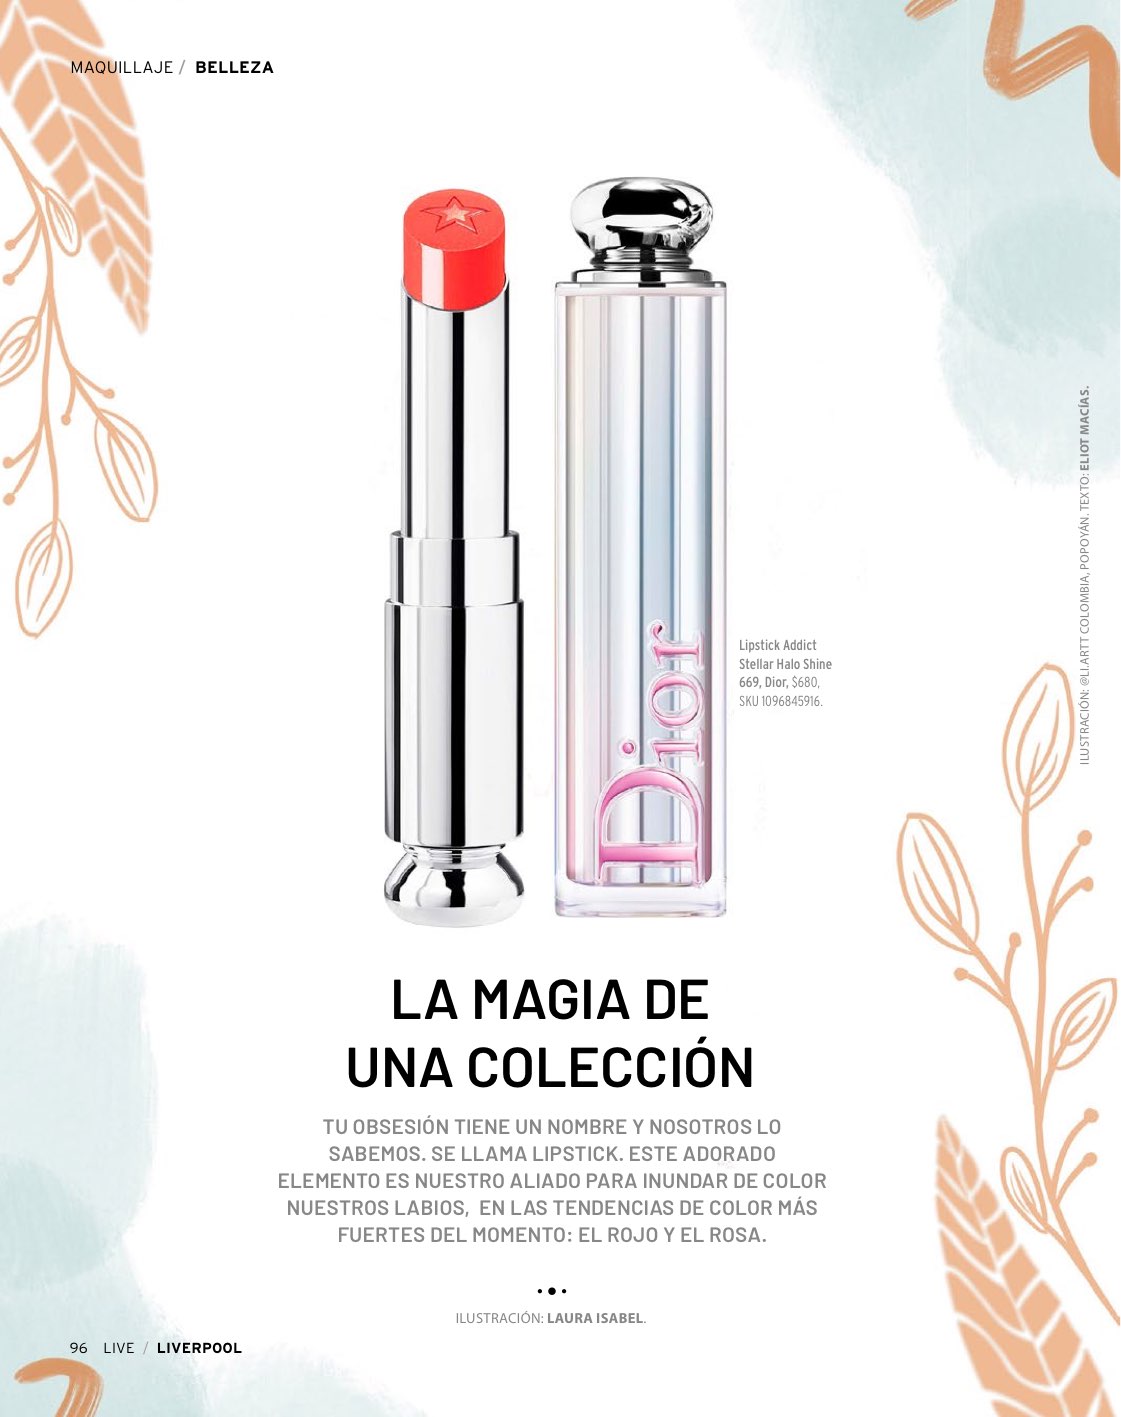 MAQUILLAJE / BELLEZA
Dior
Lipstick Addict
Stellar Halo Shine
669, Dior, $680,
SKU 1096845916.
ILUSTRACIÓN: @LI.ARTT COLOMBIA, POPOYÁN. TEXTO: ELIOT MACÍAS.
LA MAGIA DE
UNA COLECCIÓN
TU OBSESIÓN TIENE UN NOMBRE Y NOSOTROS LO
SABEMOS. SE LLAMA LIPSTICK. ESTE ADORADO
ELEMENTO ES NUESTRO ALIADO PARA INUNDAR DE COLOR
NUESTROS LABIOS, EN LAS TENDENCIAS DE COLOR MÁS
FUERTES DEL MOMENTO: EL ROJO Y EL ROSA.
ILUSTRACIÓN: LAURA ISABEL.
96 LIVE / LIVERPOOL